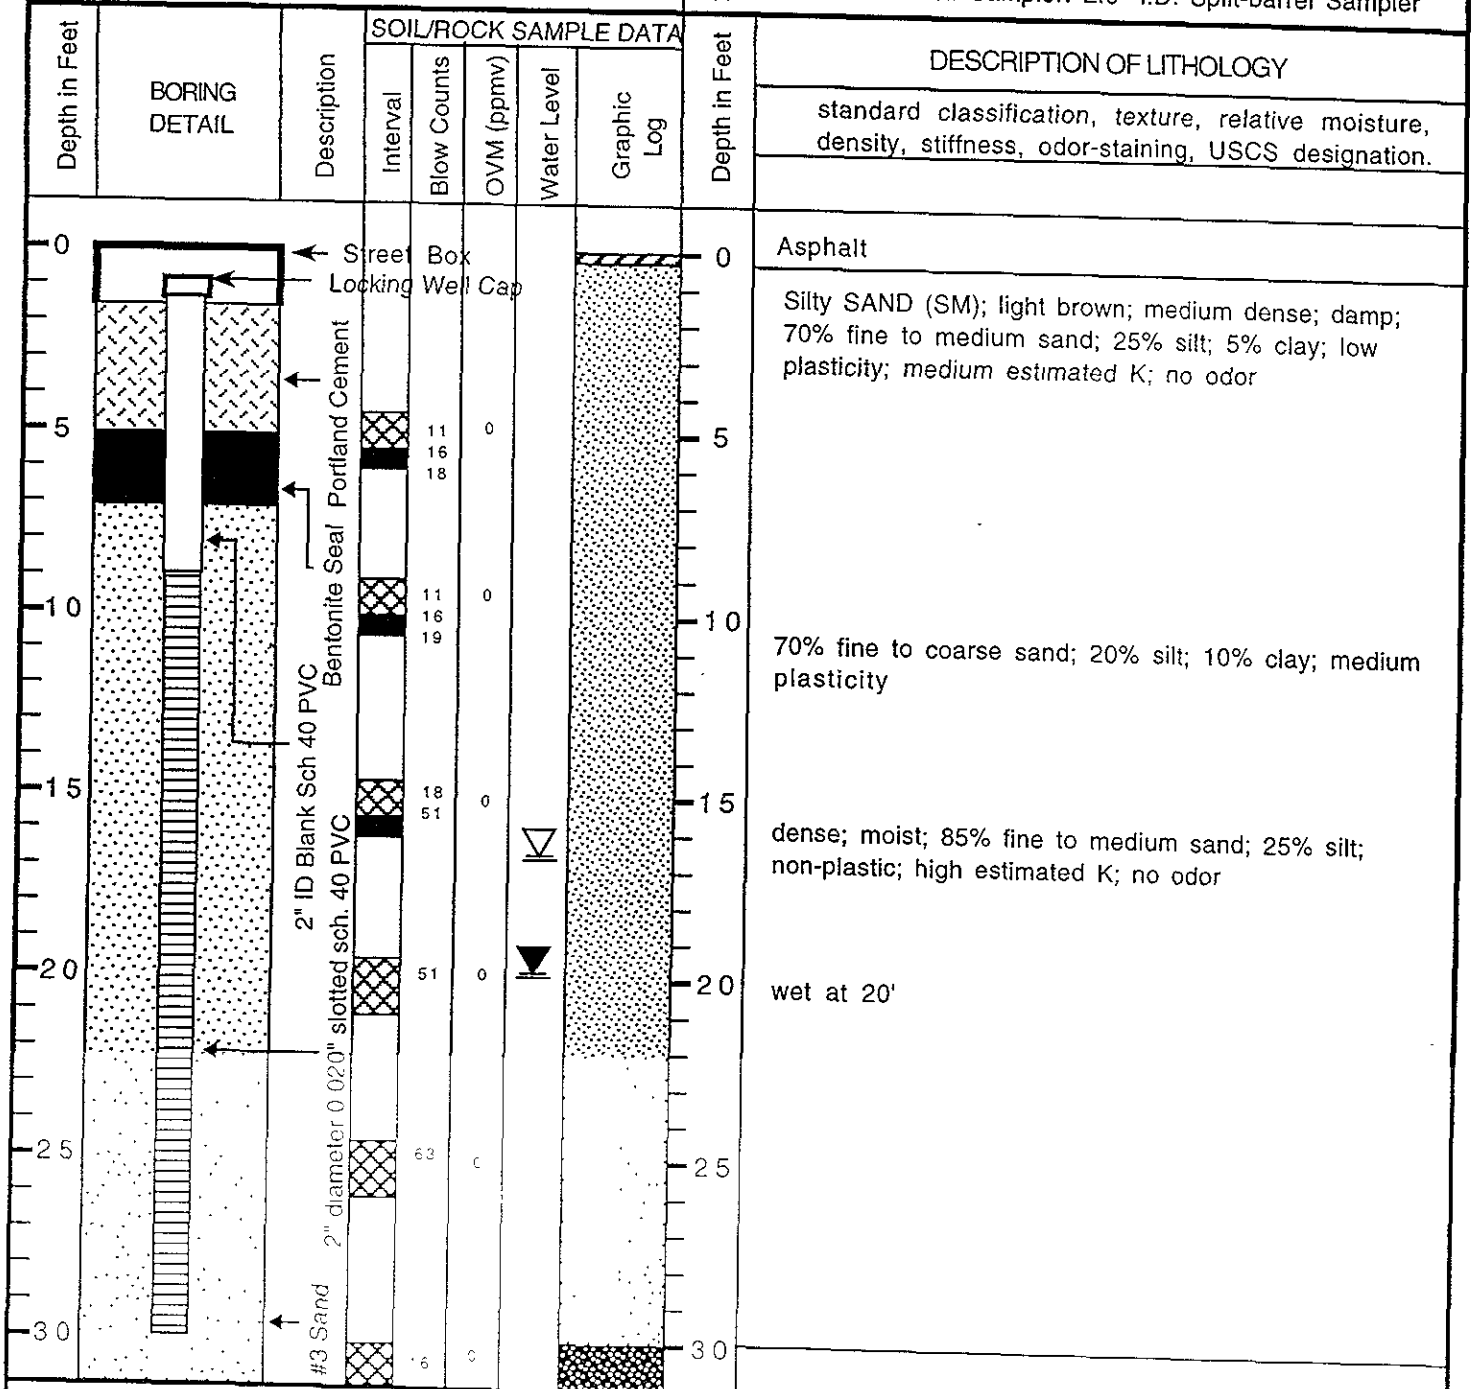 Split-barrel Sampler
SOIL/ROCK SAMPLE DATA
Depth in Feet
BORING
DETAIL
Description
Interval
Blow Counts
OVM (ppmv)
Water Level
Graphic
Log
Depth in Feet
DESCRIPTION OF LITHOLOGY
standard classification, texture, relative moisture,
density, stiffness, odor-staining, USCS designation.
0
Street Box
Locking Well Cap
Portland Cement
Bentonite Seal
2" ID Blank Sch 40 PVC
2" diameter 0 020" slotted sch. 40 PVC
#3 Sand
5
10
15
20
25
30
11
16
18
0
11
16
19
0
18
51
0
51
0
63
0
5
10
15
20
25
30
Asphalt
Silty SAND (SM); light brown; medium dense; damp;
70% fine to medium sand; 25% silt; 5% clay; low
plasticity; medium estimated K; no odor
70% fine to coarse sand; 20% silt; 10% clay; medium
plasticity
dense; moist; 85% fine to medium sand; 25% silt;
non-plastic; high estimated K; no odor
wet at 20'